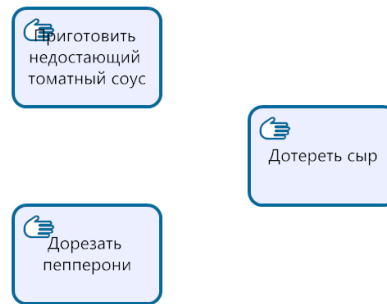 Приготовить
недостающий
томатный соус
Дотереть сыр
Дорезать
пепперони